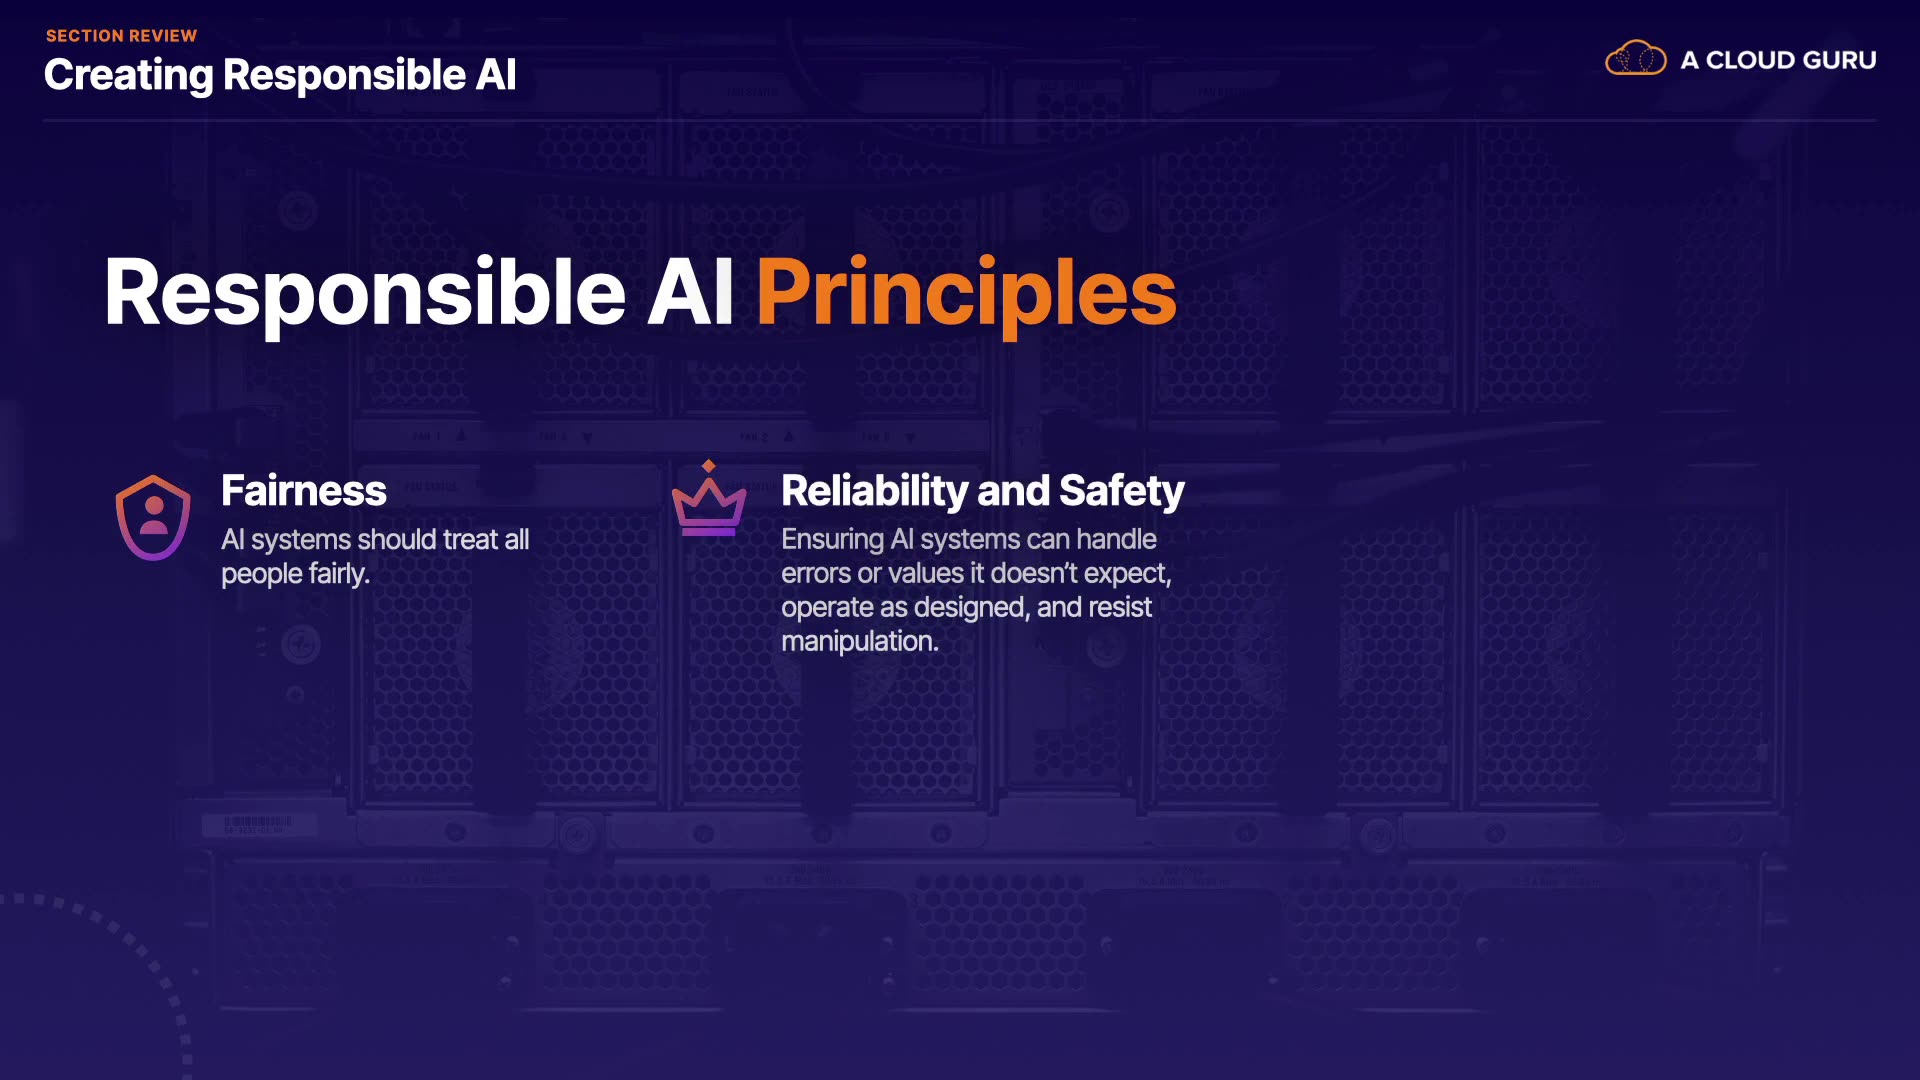 SECTION REVIEW
Creating Responsible AI
A CLOUD GURU
Responsible AI Principles
Fairness
AI systems should treat all
people fairly.
Reliability and Safety
Ensuring AI systems can handle
errors or values it doesn't expect,
operate as designed, and resist
manipulation.